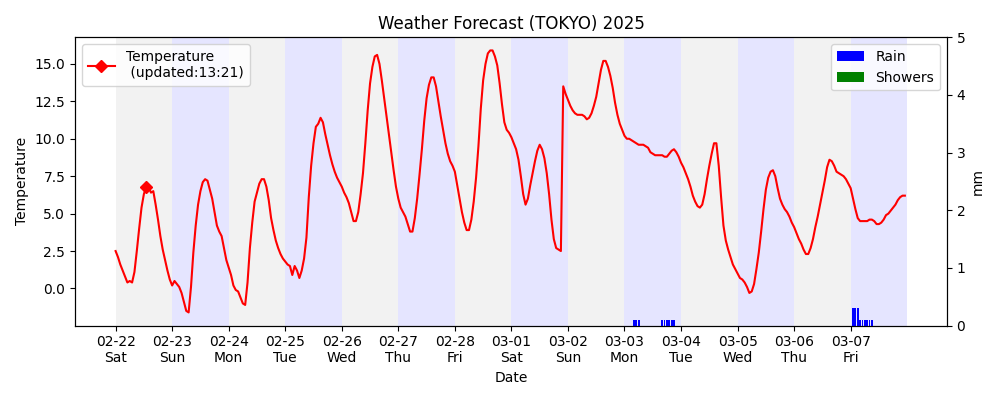 Weather Forecast (TOKYO) 2025
Temperature
(updated:13:21)
Rain
Showers
Temperature
15.0
12.5
10.0
7.5
5.0
2.5
0.0
5
4
3
2
1
0
mm
02-22 02-23 02-24 02-25 02-26 02-27 02-28 03-01 03-02 03-03 03-04 03-05 03-06 03-07
Sat Sun Mon Tue Wed Thu Fri Sat Sun Mon Tue Wed Thu Fri
Date